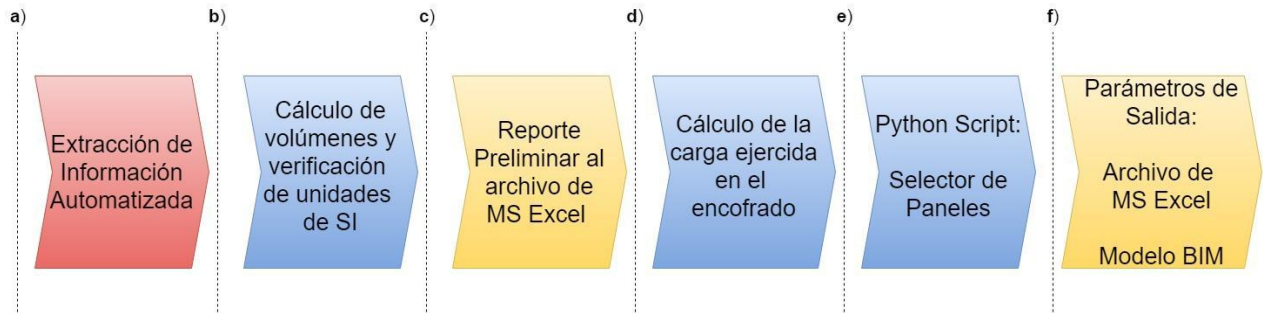 a)
b)
c)
d)
e)
f)
Extracción de
Información
Automatizada
Cálculo de
volúmenes y
verificación
de unidades
de SI
Reporte
Preliminar al
archivo de
MS Excel
Cálculo de la
carga ejercida
en el
encofrado
Python Script:
Selector de
Paneles
Parámetros de
Salida:
Archivo de
MS Excel
Modelo BIM